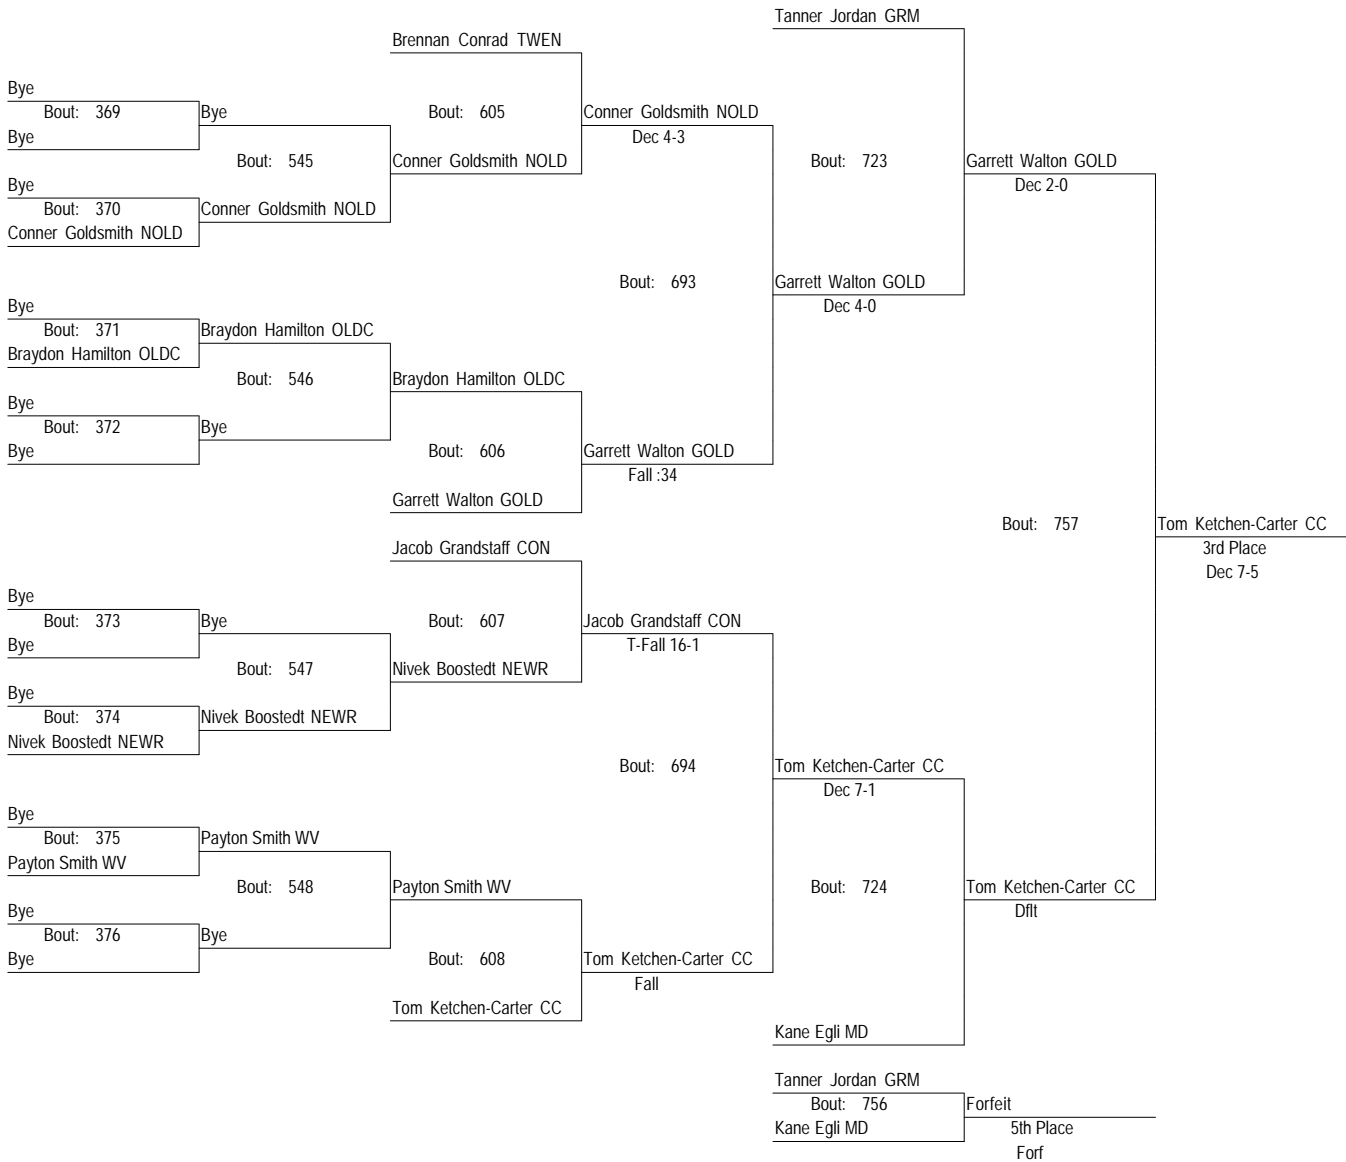 Tanner Jordan GRM
Brennan Conrad TWEN
Bye
Bout: 369
Bye
Bout: 605
Conner Goldsmith NOLD
Bye
Dec 4-3
Bout: 545
Conner Goldsmith NOLD
Bout: 723
Garrett Walton GOLD
Bye
Dec 2-0
Bout: 370
Conner Goldsmith NOLD
Conner Goldsmith NOLD
Bout: 693
Garrett Walton GOLD
Bye
Dec 4-0
Bout: 371
Braydon Hamilton OLDC
Braydon Hamilton OLDC
Bout: 546
Braydon Hamilton OLDC
Bye
Bout: 372
Bye
Bye
Bout: 606
Garrett Walton GOLD
Fall :34
Garrett Walton GOLD
Bout: 757
Tom Ketchen-Carter CC
Jacob Grandstaff CON
3rd Place
Dec 7-5
Bye
Bout: 373
Bye
Bout: 607
Jacob Grandstaff CON
Bye
T-Fall 16-1
Bout: 547
Nivek Boostedt NEWR
Bye
Bout: 374
Nivek Boostedt NEWR
Nivek Boostedt NEWR
Bout: 694
Tom Ketchen-Carter CC
Dec 7-1
Bye
Bout: 375
Payton Smith WV
Payton Smith WV
Bout: 548
Payton Smith WV
Bout: 724
Tom Ketchen-Carter CC
Bye
Dflt
Bout: 376
Bye
Bye
Bout: 608
Tom Ketchen-Carter CC
Fall
Tom Ketchen-Carter CC
Kane Egli MD
Tanner Jordan GRM
Bout: 756
Forfeit
Kane Egli MD
5th Place
Forf